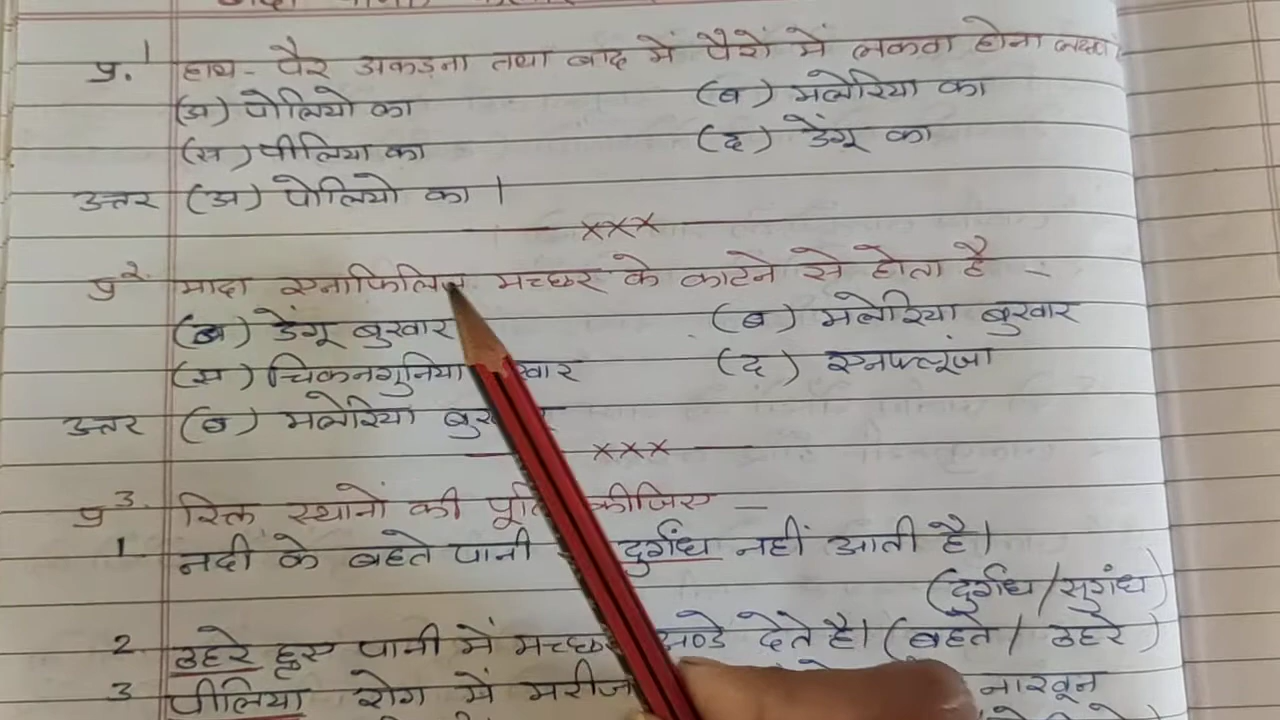 प्र.1 हाथ - पैर अकड़ना तथा बाद में पैरों में लकवा होना
(अ) पोलियो का (ब) मलेरिया का
(स) पीलिया का (द) डेंगू का
उत्तर (अ) पोलियो का।
xxx
प्र2. मादा एनाफिलिज मच्छर के काटने से होता है -
(अ) डेंगू बुखार (ब) मलेरिया बुखार
(स) चिकनगुनिया (द) एनफ्लूंजा
उत्तर (ब) मलेरिया
xxx
प्र3. रिक्त स्थानों की कीजिए -
1. नदी के बहते पानी दुर्गंध नहीं आती है।
(दुर्गंध / सुगंध)
2. ठहरे हुए पानी में मच्छर अण्डे देते है। (बहते / ठहरे)
3 पीलिया रोग में मरीज नाखून